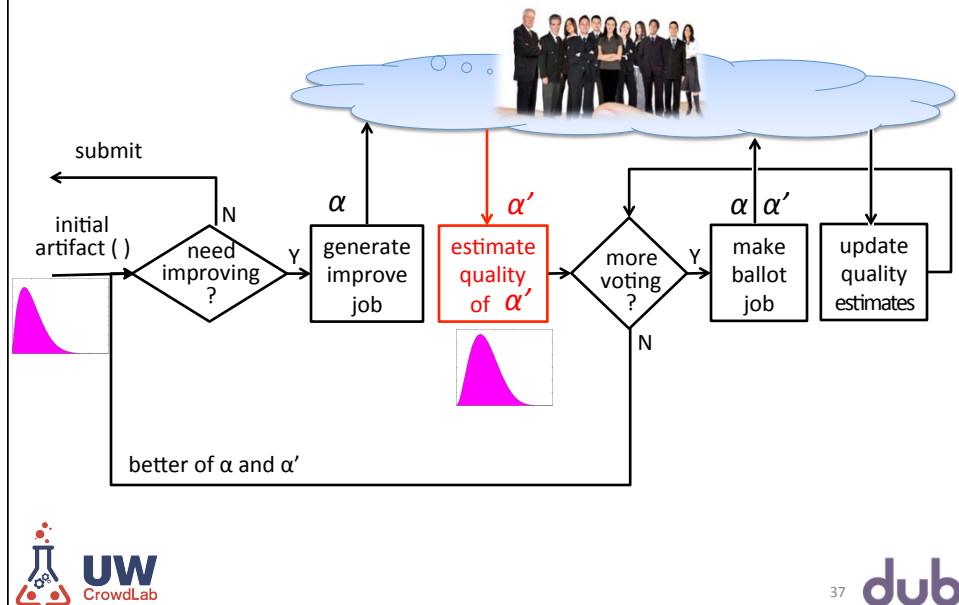 submit
initial
artifact ( )
N
need
improving
?
Y
α
generate
improve
job
α’
estimate
quality
of α’
more
voting
?
Y
N
α α’
make
ballot
job
update
quality
estimates
better of α and α’
UW
CrowdLab
37
dub